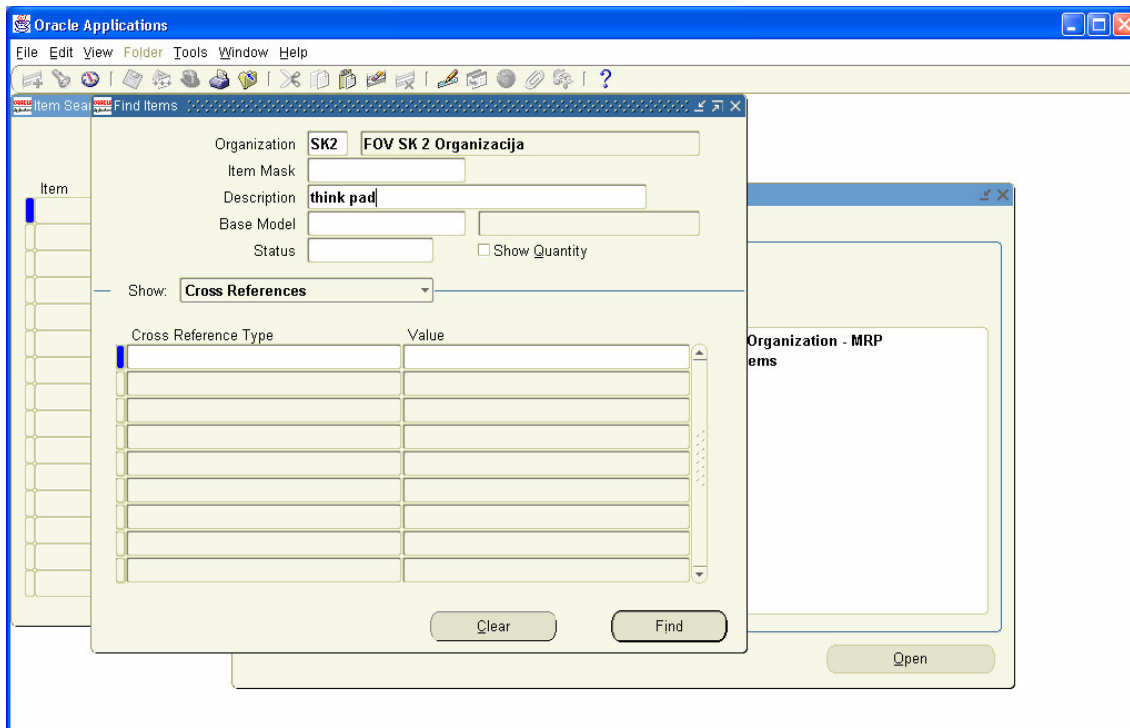 Oracle Applications
File Edit View Folder Tools Window Help
Item Sea
Find Items
Organization SK2 FOV SK 2 Organizacija
Item Mask
Description think pad
Base Model
Status Show Quantity
Show: Cross References
Cross Reference Type Value
Clear Find
Item
Organization - MRP
ems
Open